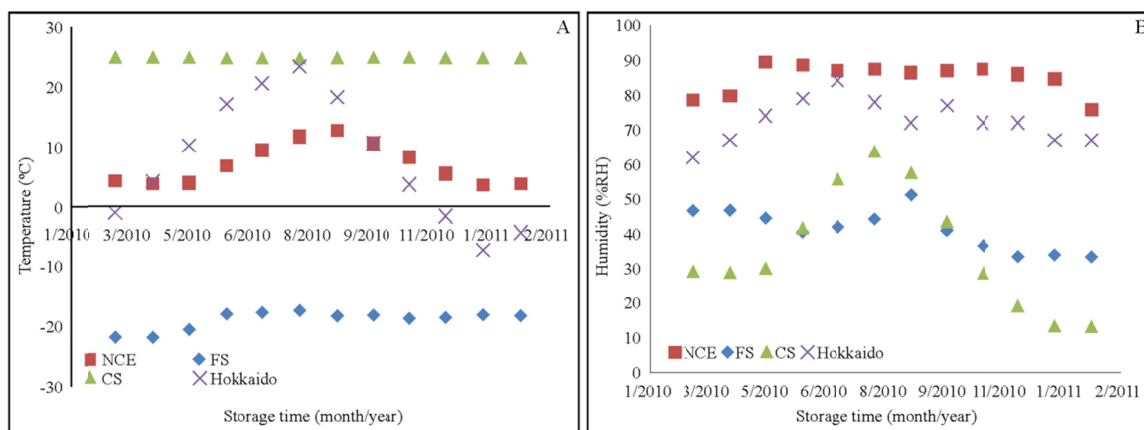 A
30
20
10
0
-10
-20
-30
Temperature (ºC)
1/2010 3/2010 5/2010 6/2010 8/2010 9/2010 11/2010 1/2011 2/2011
NCE FS
CS Hokkaido
Storage time (month/year)
B
100
90
80
70
60
50
40
30
20
10
0
Humidity (%RH)
NCE FS CS Hokkaido
1/2010 3/2010 5/2010 6/2010 8/2010 9/2010 11/2010 1/2011 2/2011
Storage time (month/year)